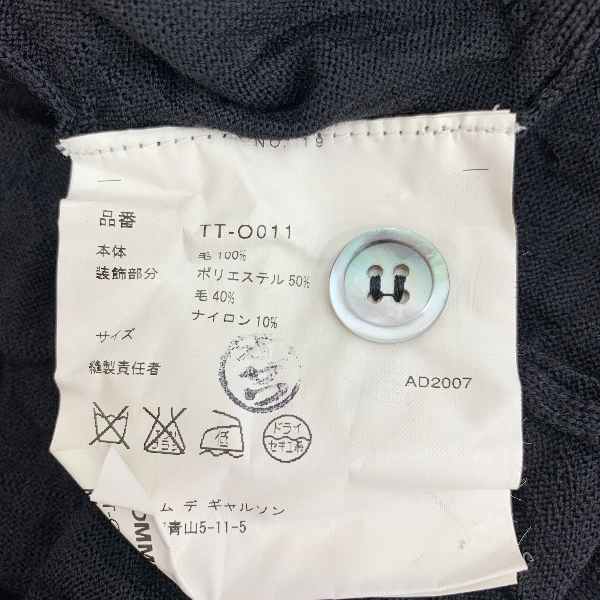 NO. 19
品番 TT-O011
本体 毛 100%
装飾部分 ポリエステル 50%
毛 40%
ナイロン 10%
サイズ
縫製責任者
AD2007
低
ドライ
セキユ系
ム デ ギャルソン
青山5-11-5
OMM